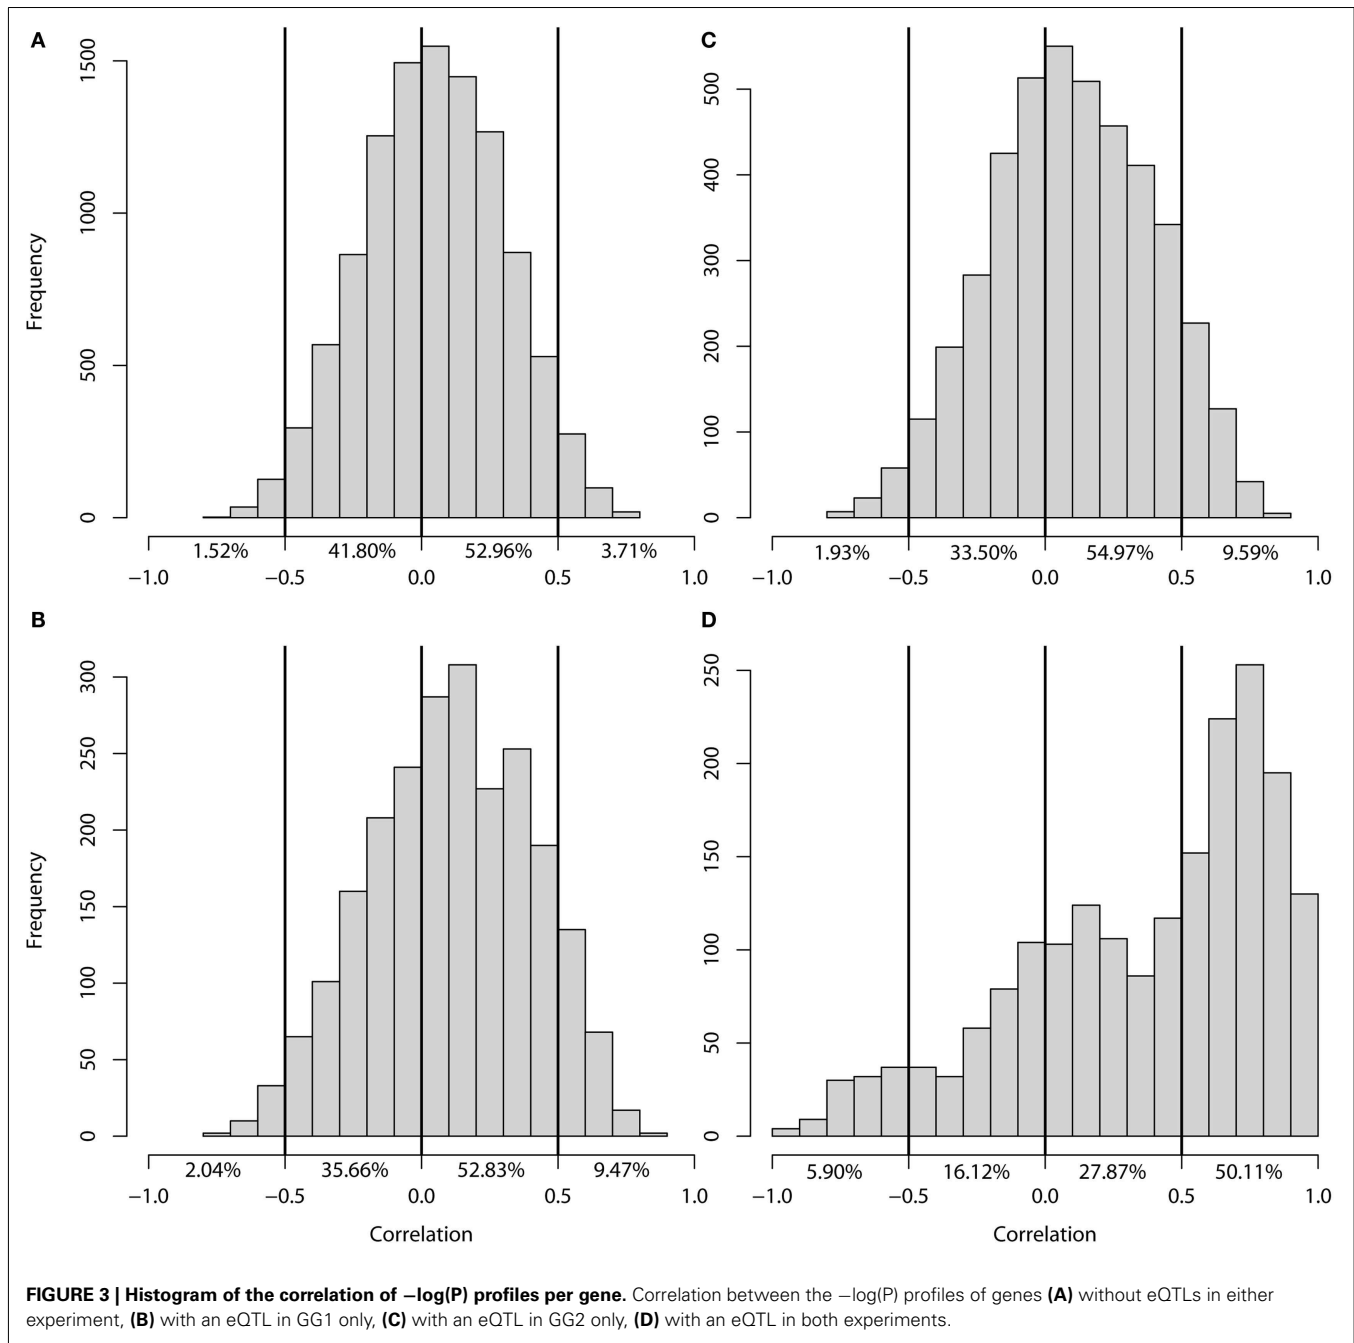 A
Frequency
1500
1000
500
0
1.52% 41.80% 52.96% 3.71%
−1.0 −0.5 0.0 0.5 1.0
C
500
400
300
200
100
0
1.93% 33.50% 54.97% 9.59%
−1.0 −0.5 0.0 0.5 1.0
B
Frequency
300
250
200
150
100
50
0
2.04% 35.66% 52.83% 9.47%
−1.0 −0.5 0.0 0.5 1.0
Correlation
D
250
200
150
100
50
0
5.90% 16.12% 27.87% 50.11%
−1.0 −0.5 0.0 0.5 1.0
Correlation
FIGURE 3 | Histogram of the correlation of −log(P) profiles per gene. Correlation between the −log(P) profiles of genes (A) without eQTLs in either
experiment, (B) with an eQTL in GG1 only, (C) with an eQTL in GG2 only, (D) with an eQTL in both experiments.